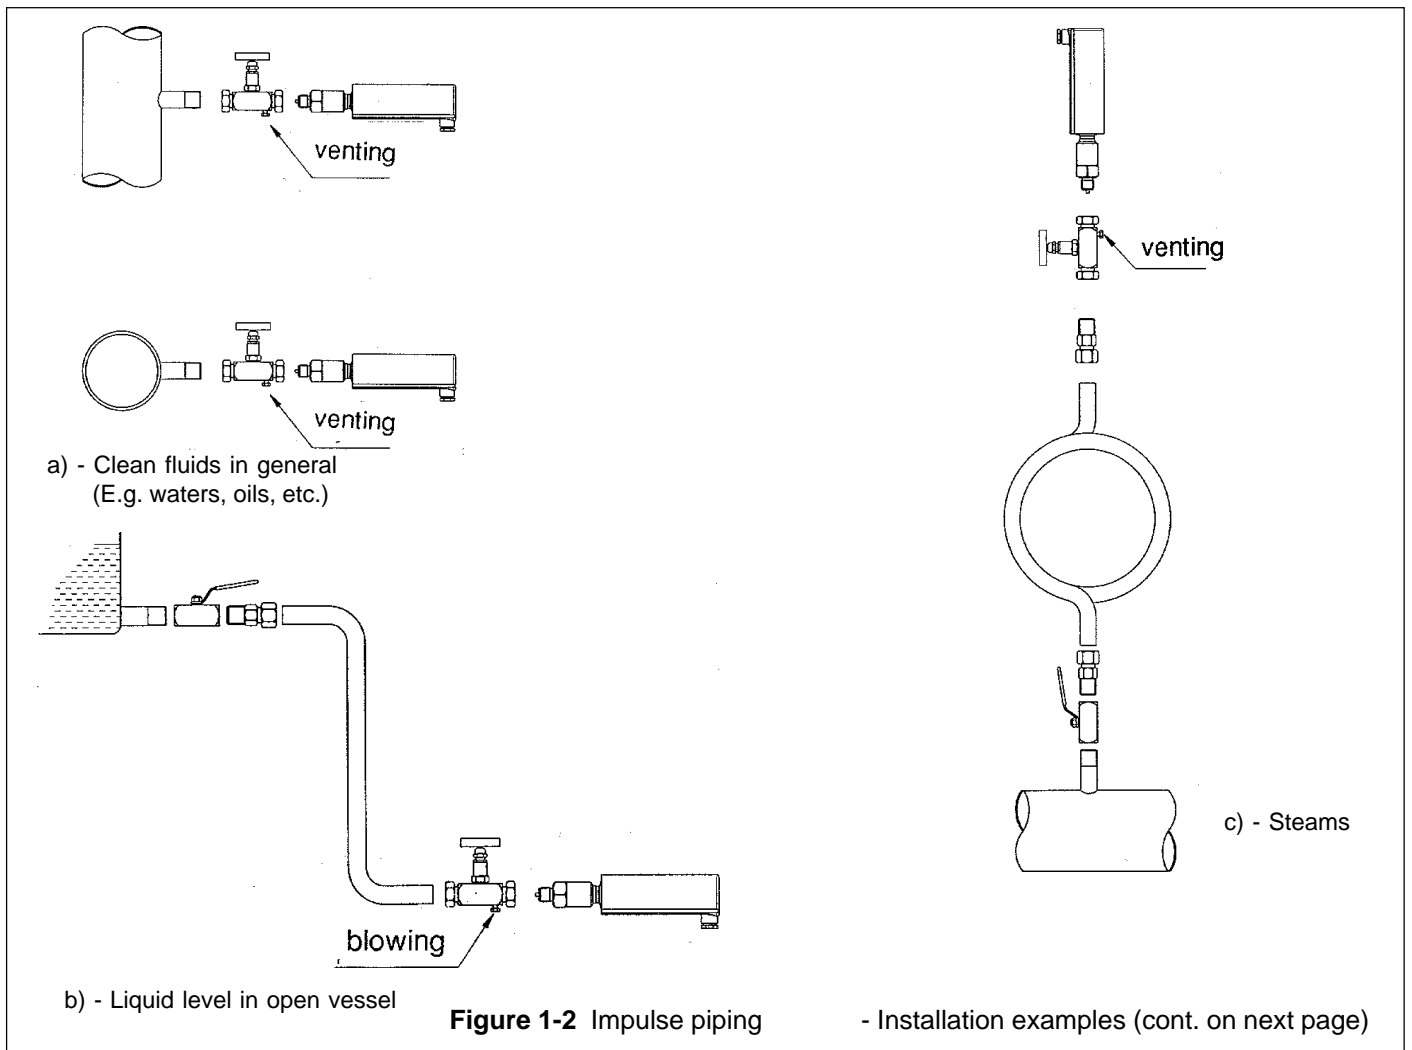 venting
venting
a) - Clean fluids in general
(E.g. waters, oils, etc.)
blowing
b) - Liquid level in open vessel
venting
c) - Steams
Figure 1-2 Impulse piping - Installation examples (cont. on next page)